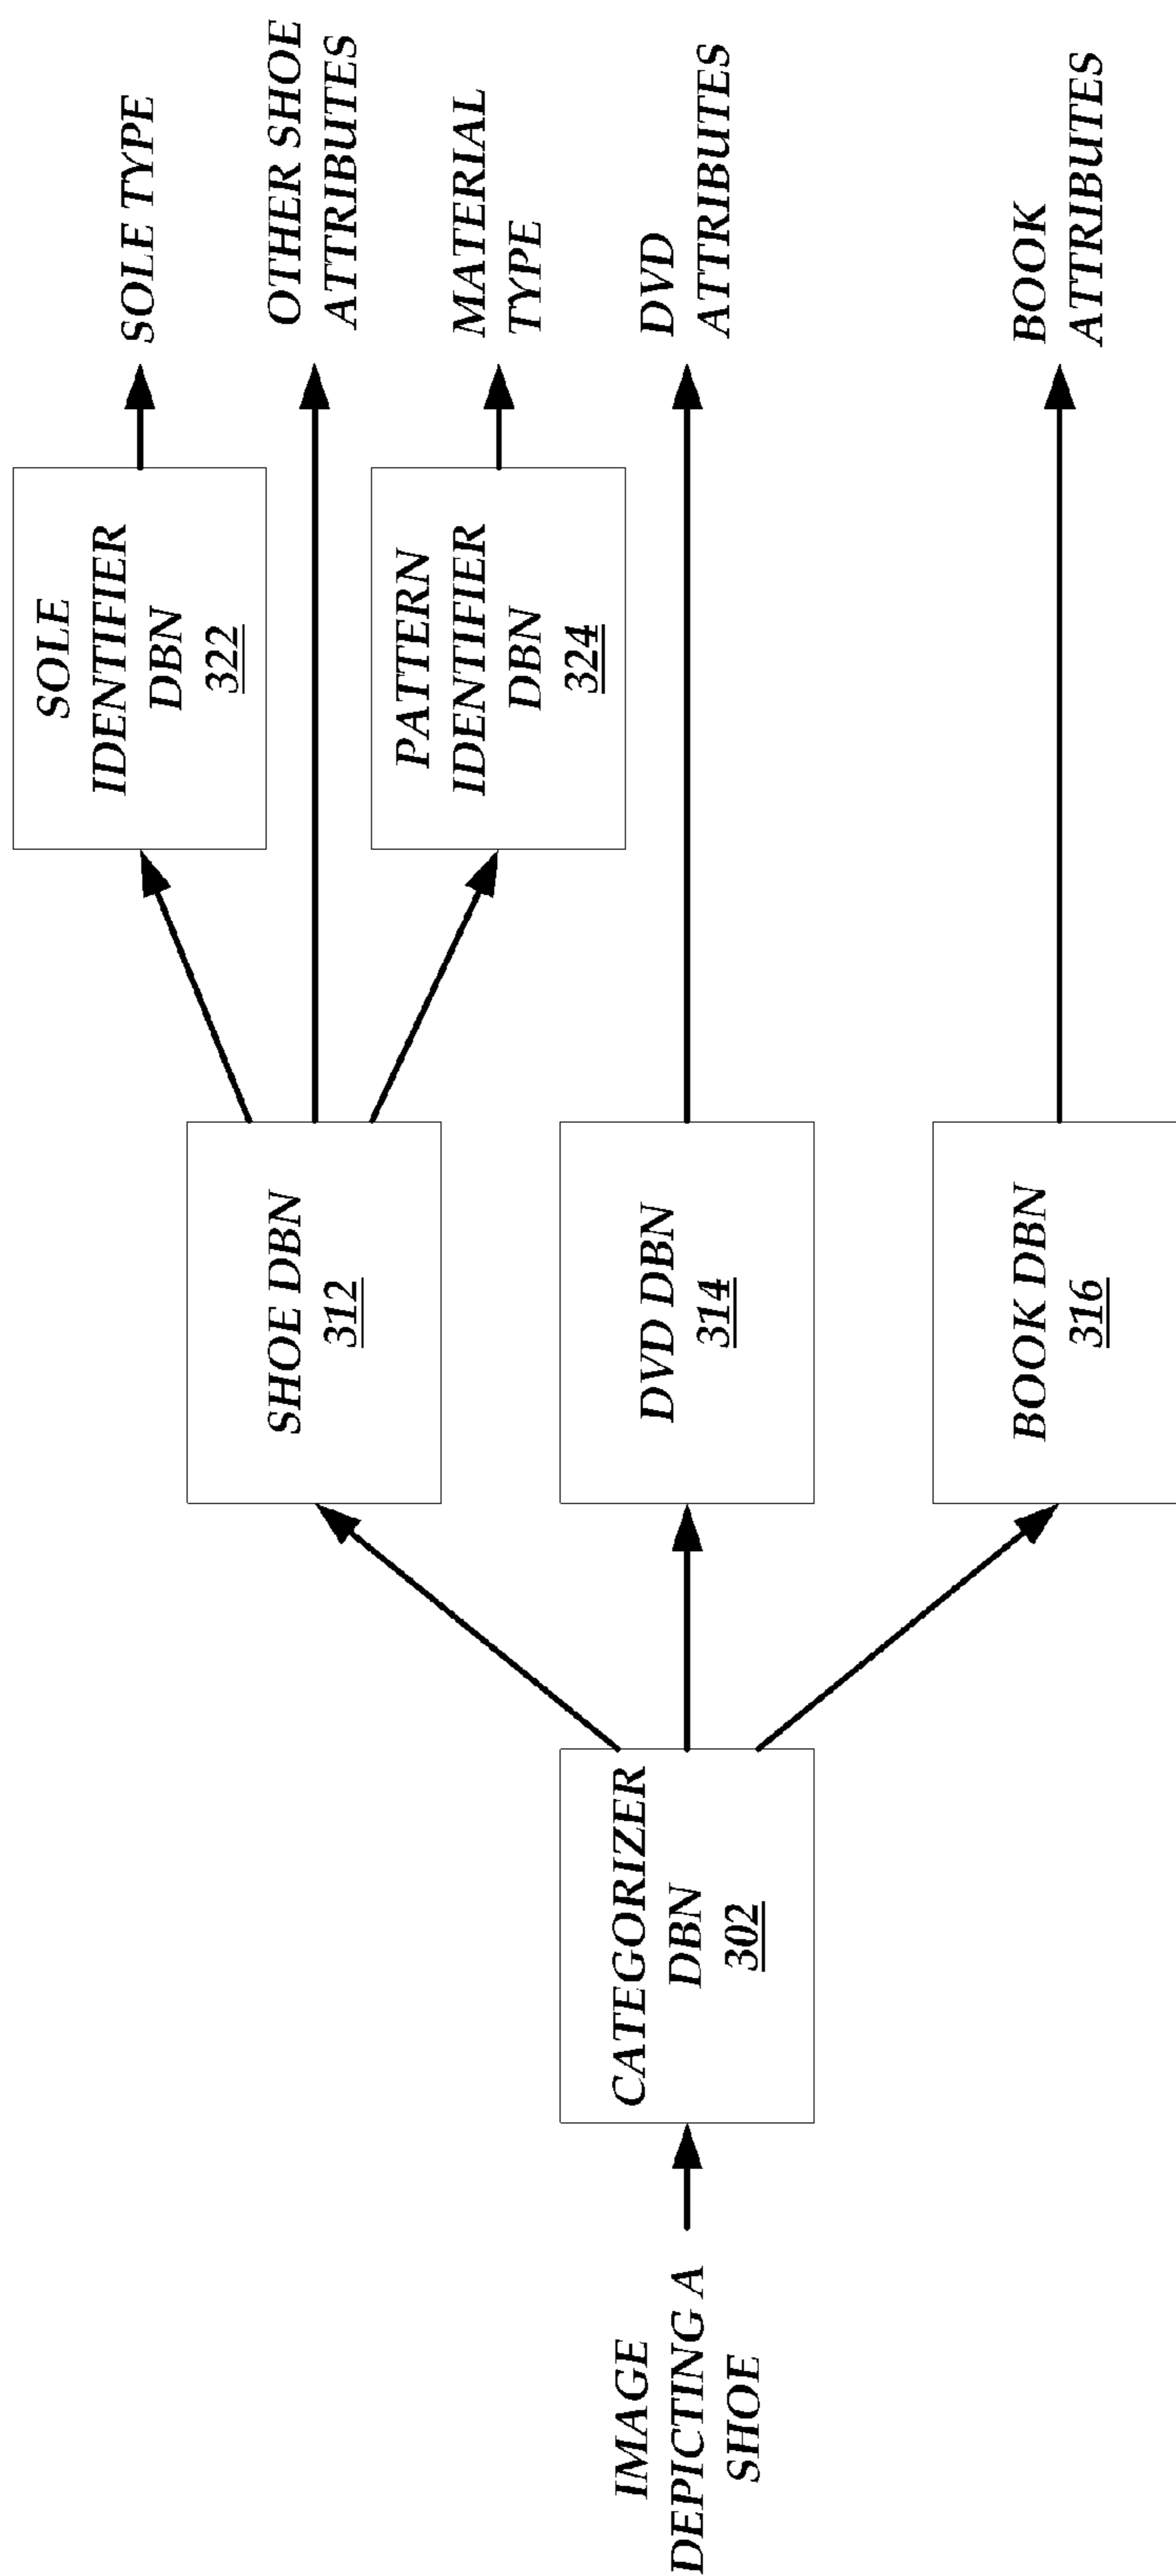 IMAGE
DEPICTING A
SHOE
CATEGORIZER
DBN
302
SHOE DBN
312
DVD DBN
314
BOOK DBN
316
SOLE
IDENTIFIER
DBN
322
PATTERN
IDENTIFIER
DBN
324
SOLE TYPE
OTHER SHOE
ATTRIBUTES
MATERIAL
TYPE
DVD
ATTRIBUTES
BOOK
ATTRIBUTES